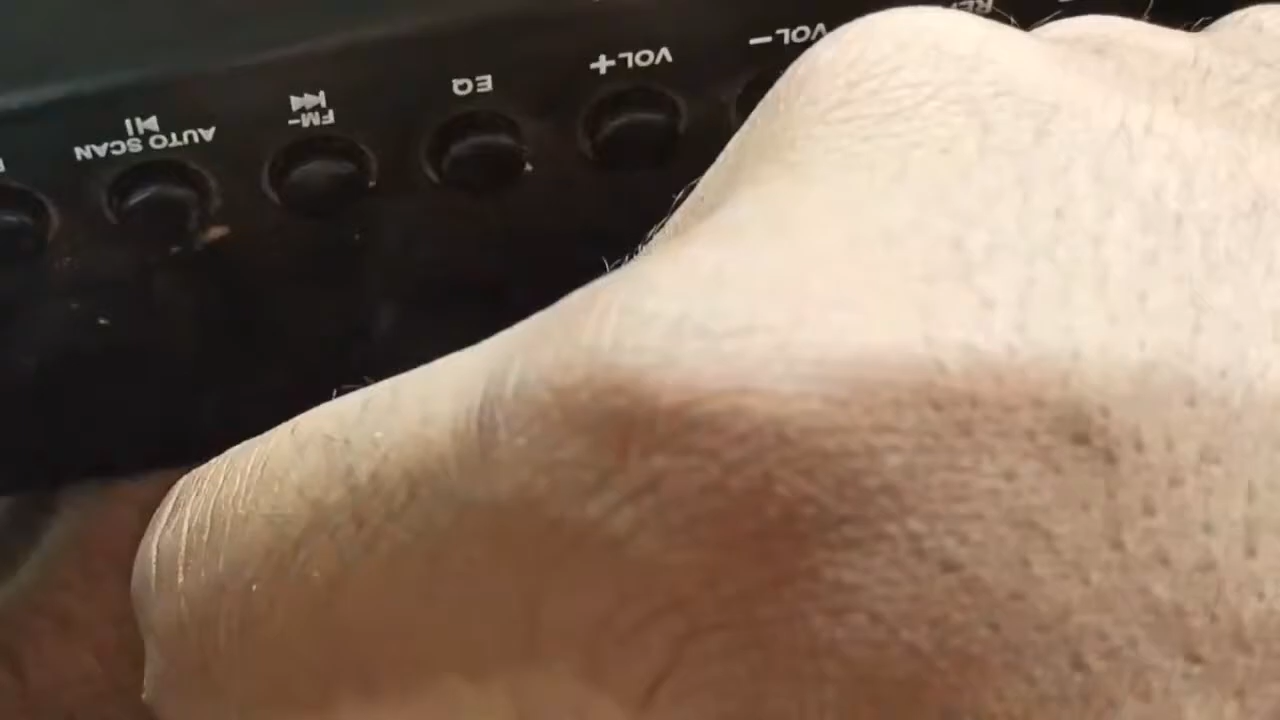 VOL-
VOL+
EQ
FM-
AUTO SCAN